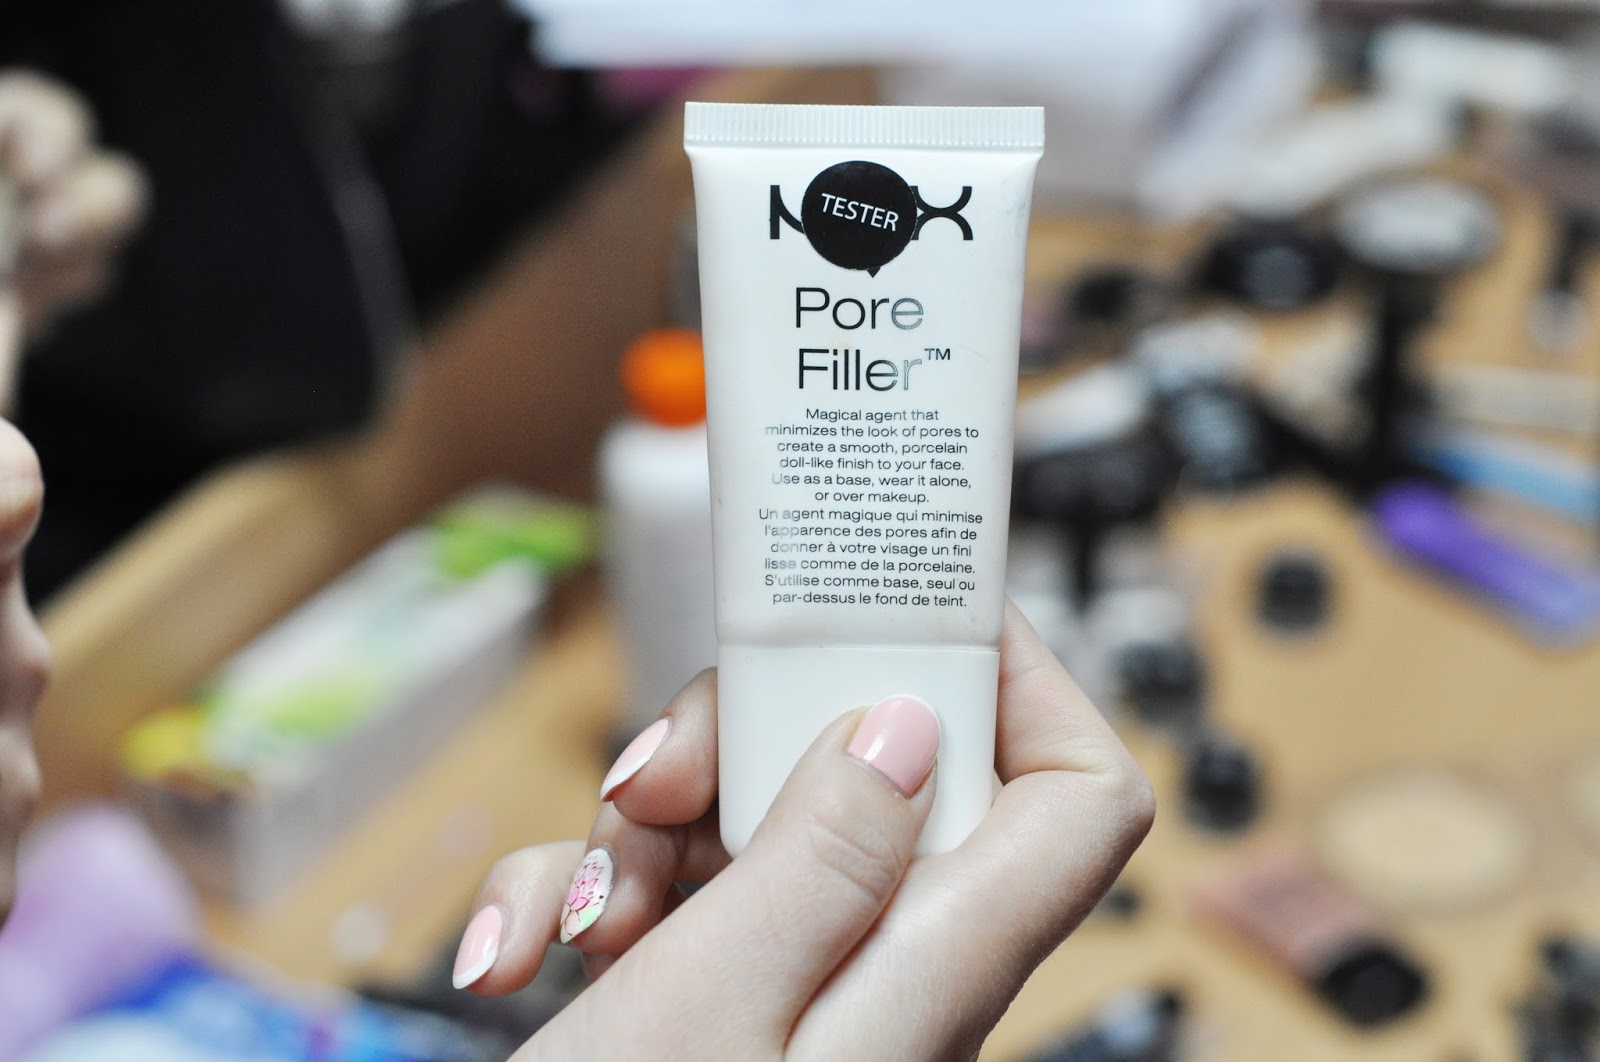 NYX
TESTER
Pore
Filler™
Magical agent that
minimizes the look of pores to
create a smooth, porcelain
doll-like finish to your face.
Use as a base, wear it alone,
or over makeup.
Un agent magique qui minimise
l'apparence des pores afin de
donner à votre visage un fini
lisse comme de la porcelaine.
S'utilise comme base, seul ou
par-dessus le fond de teint.